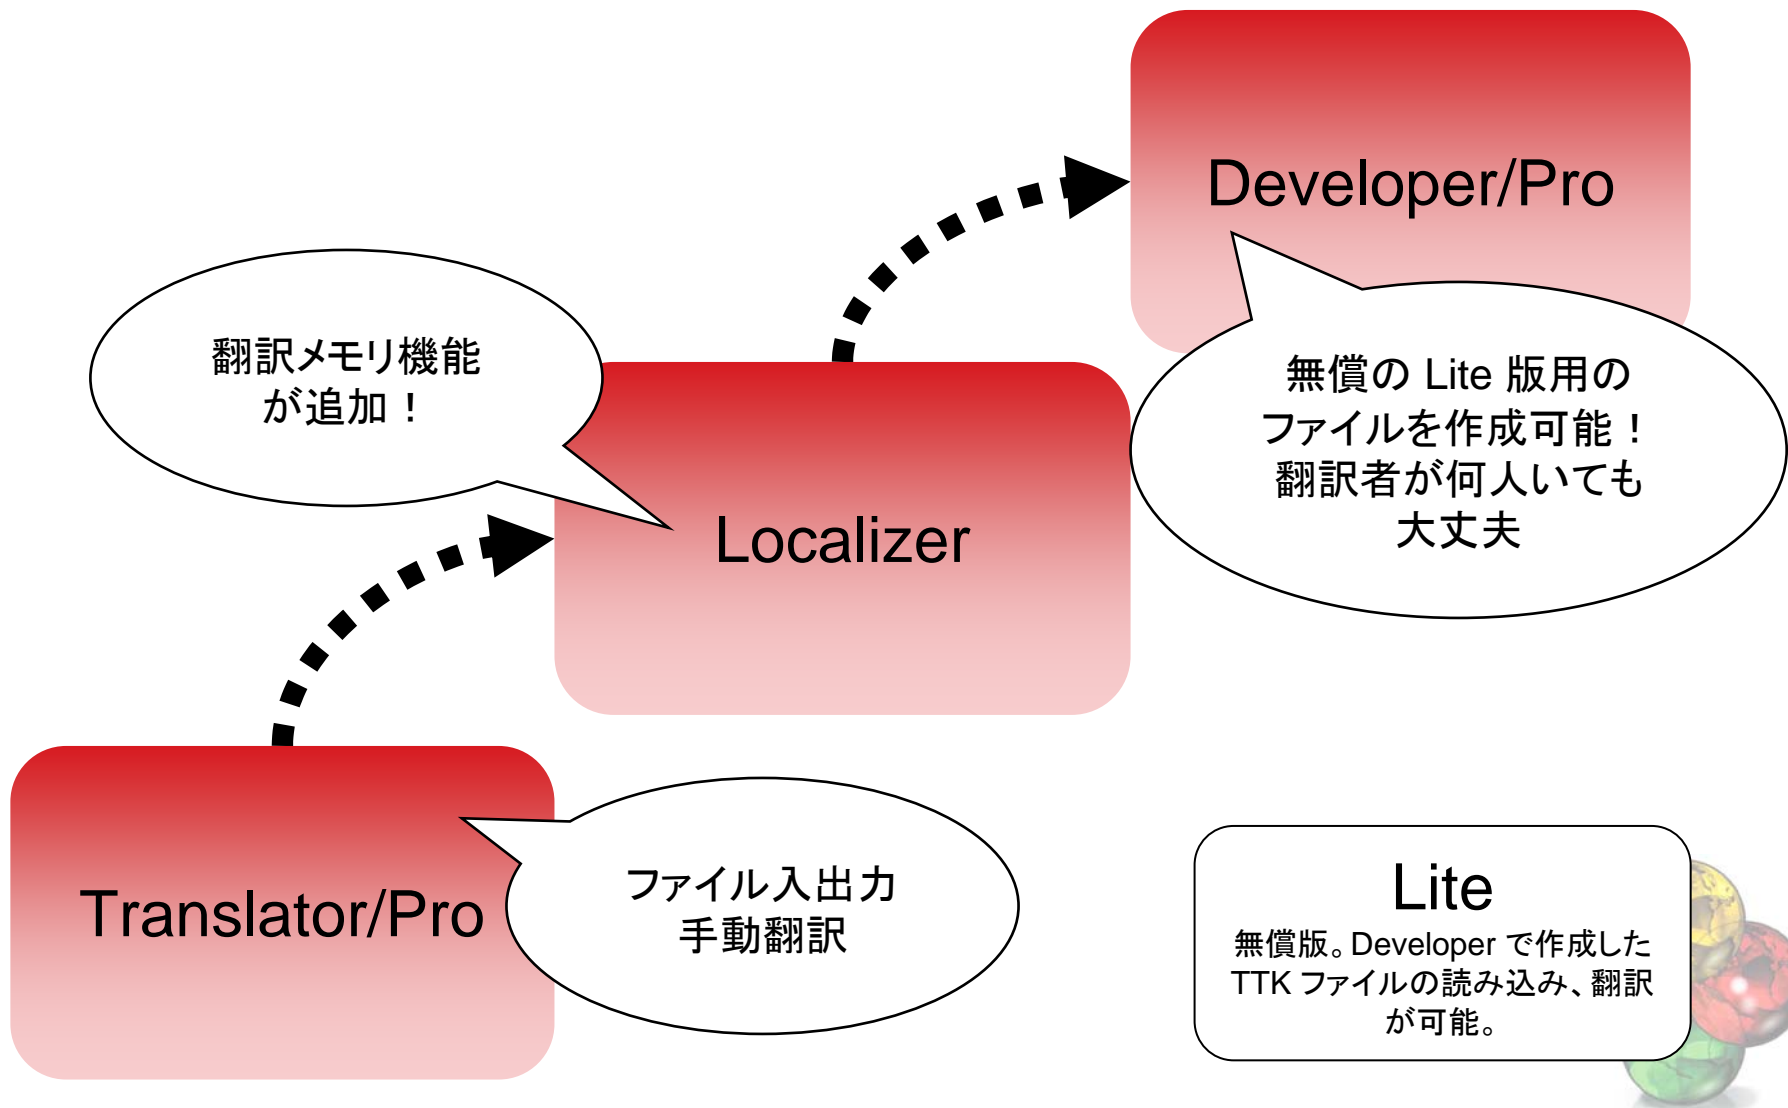 Developer/Pro
無償の Lite 版用の
ファイルを作成可能！
翻訳者が何人いても
大丈夫
翻訳メモリ機能
が追加！
Localizer
Translator/Pro
ファイル入出力
手動翻訳
Lite
無償版。Developer で作成した
TTK ファイルの読み込み、翻訳
が可能。